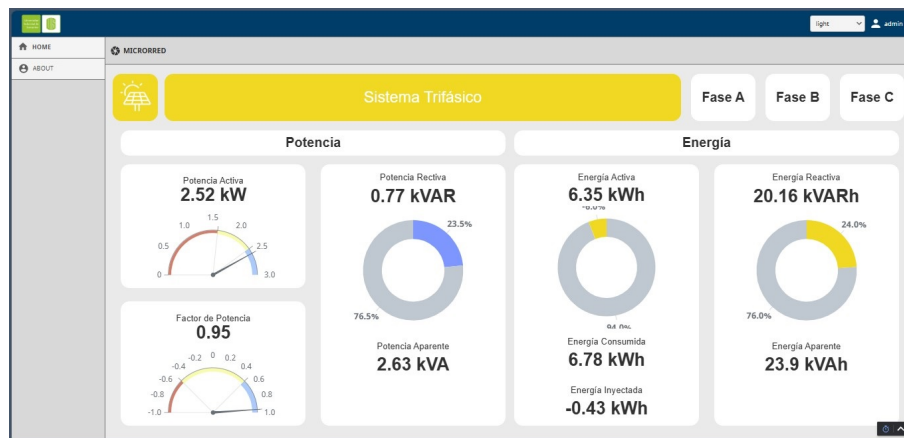 light
admin
HOME
MICRORRED
ABOUT
Sistema Trifásico
Fase A
Fase B
Fase C
Potencia
Energía
Potencia Activa
2.52 kW
0
0.5
1.0
1.5
2.0
2.5
3.0
Factor de Potencia
0.95
-1.0
-0.8
-0.6
-0.4
-0.2
0
0.2
0.4
0.6
0.8
1.0
Potencia Rectiva
0.77 kVAR
23.5%
76.5%
Potencia Aparente
2.63 kVA
Energía Activa
6.35 kWh
-6.0%
94.0%
Energía Consumida
6.78 kWh
Energía Inyectada
-0.43 kWh
Energía Reactiva
20.16 kVARh
24.0%
76.0%
Energía Aparente
23.9 kVAh